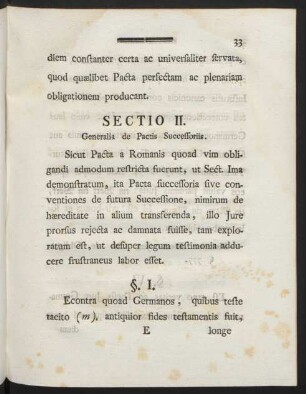 33
diem constanter certa ac universaliter servata,
quod quælibet Pacta perfectam ac plenariam
obligationem producant.
SECTIO II.
Generalia de Pactis Successoriis.
Sicut Pacta a Romanis quoad vim obli-
gandi admodum restricta fuerunt, ut Sect. Ima
demonstratum, ita Pacta successoria sive con-
ventiones de futura Successione, nimirum de
hæreditate in alium transferenda, illo Jure
prorsus rejecta ac damnata fuisse, tam explo-
ratum est, ut desuper legum testimonia addu-
cere frustraneus labor esset.
§. I.
Econtra quoad Germanos, quibus teste
tacito (m), antiquior fides testamentis fuit,
E longe